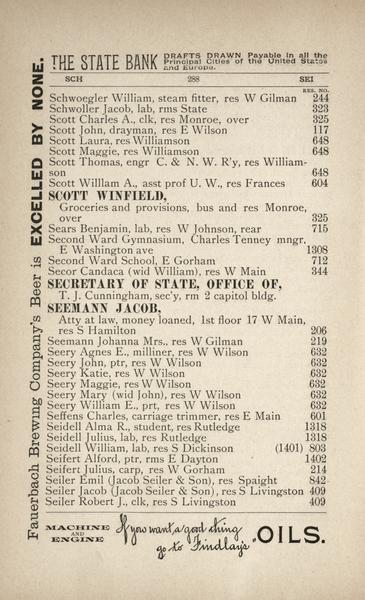 THE STATE BANK DRAFTS DRAWN Payable in all the
Principal Cities of the United States
and Europe.
SCH 288 SEI
RES. NO.
Schwoegler William, steam fitter, res W Gilman 244
Schwoller Jacob, lab, rms State 323
Scott Charles A., clk, res Monroe, over 325
Scott John, drayman, res E Wilson 117
Scott Laura, res Williamson 648
Scott Maggie, res Williamson 648
Scott Thomas, engr C. & N. W. R'y, res William-
son 648
Scott William A., asst prof U. W., res Frances 604
SCOTT WINFIELD,
Groceries and provisions, bus and res Monroe,
over 325
Sears Benjamin, lab, res W Johnson, rear 715
Second Ward Gymnasium, Charles Tenney mngr,
E Washington ave 1308
Second Ward School, E Gorham 712
Secor Candaca (wid William), res W Main 344
SECRETARY OF STATE, OFFICE OF,
T. J. Cunningham, sec'y, rm 2 capitol bldg.
SEEMANN JACOB,
Atty at law, money loaned, 1st floor 17 W Main,
res S Hamilton 206
Seemann Johanna Mrs., res W Gilman 219
Seery Agnes E., milliner, res W Wilson 632
Seery John, ptr, res W Wilson 632
Seery Katie, res W Wilson 632
Seery Maggie, res W Wilson 632
Seery Mary (wid John), res W Wilson 632
Seery William E., prt, res W Wilson 632
Seffens Charles, carriage trimmer, res E Main 601
Seidell Alma R., student, res Rutledge 1318
Seidell Julius, lab, res Rutledge 1318
Seidell William, lab, res S Dickinson (1401) 803
Seifert Alford, ptr, rms E Dayton 1402
Seifert Julius, carp, res W Gorham 214
Seiler Emil (Jacob Seiler & Son), res Spaight 842
Seiler Jacob (Jacob Seiler & Son), res S Livingston 409
Seiler Robert J., clk, res S Livingston 409
MACHINE
AND
ENGINE
If you want a good thing
go to Findlay's
OILS.
Fauerbach Brewing Company's Beer is EXCELLED BY NONE.